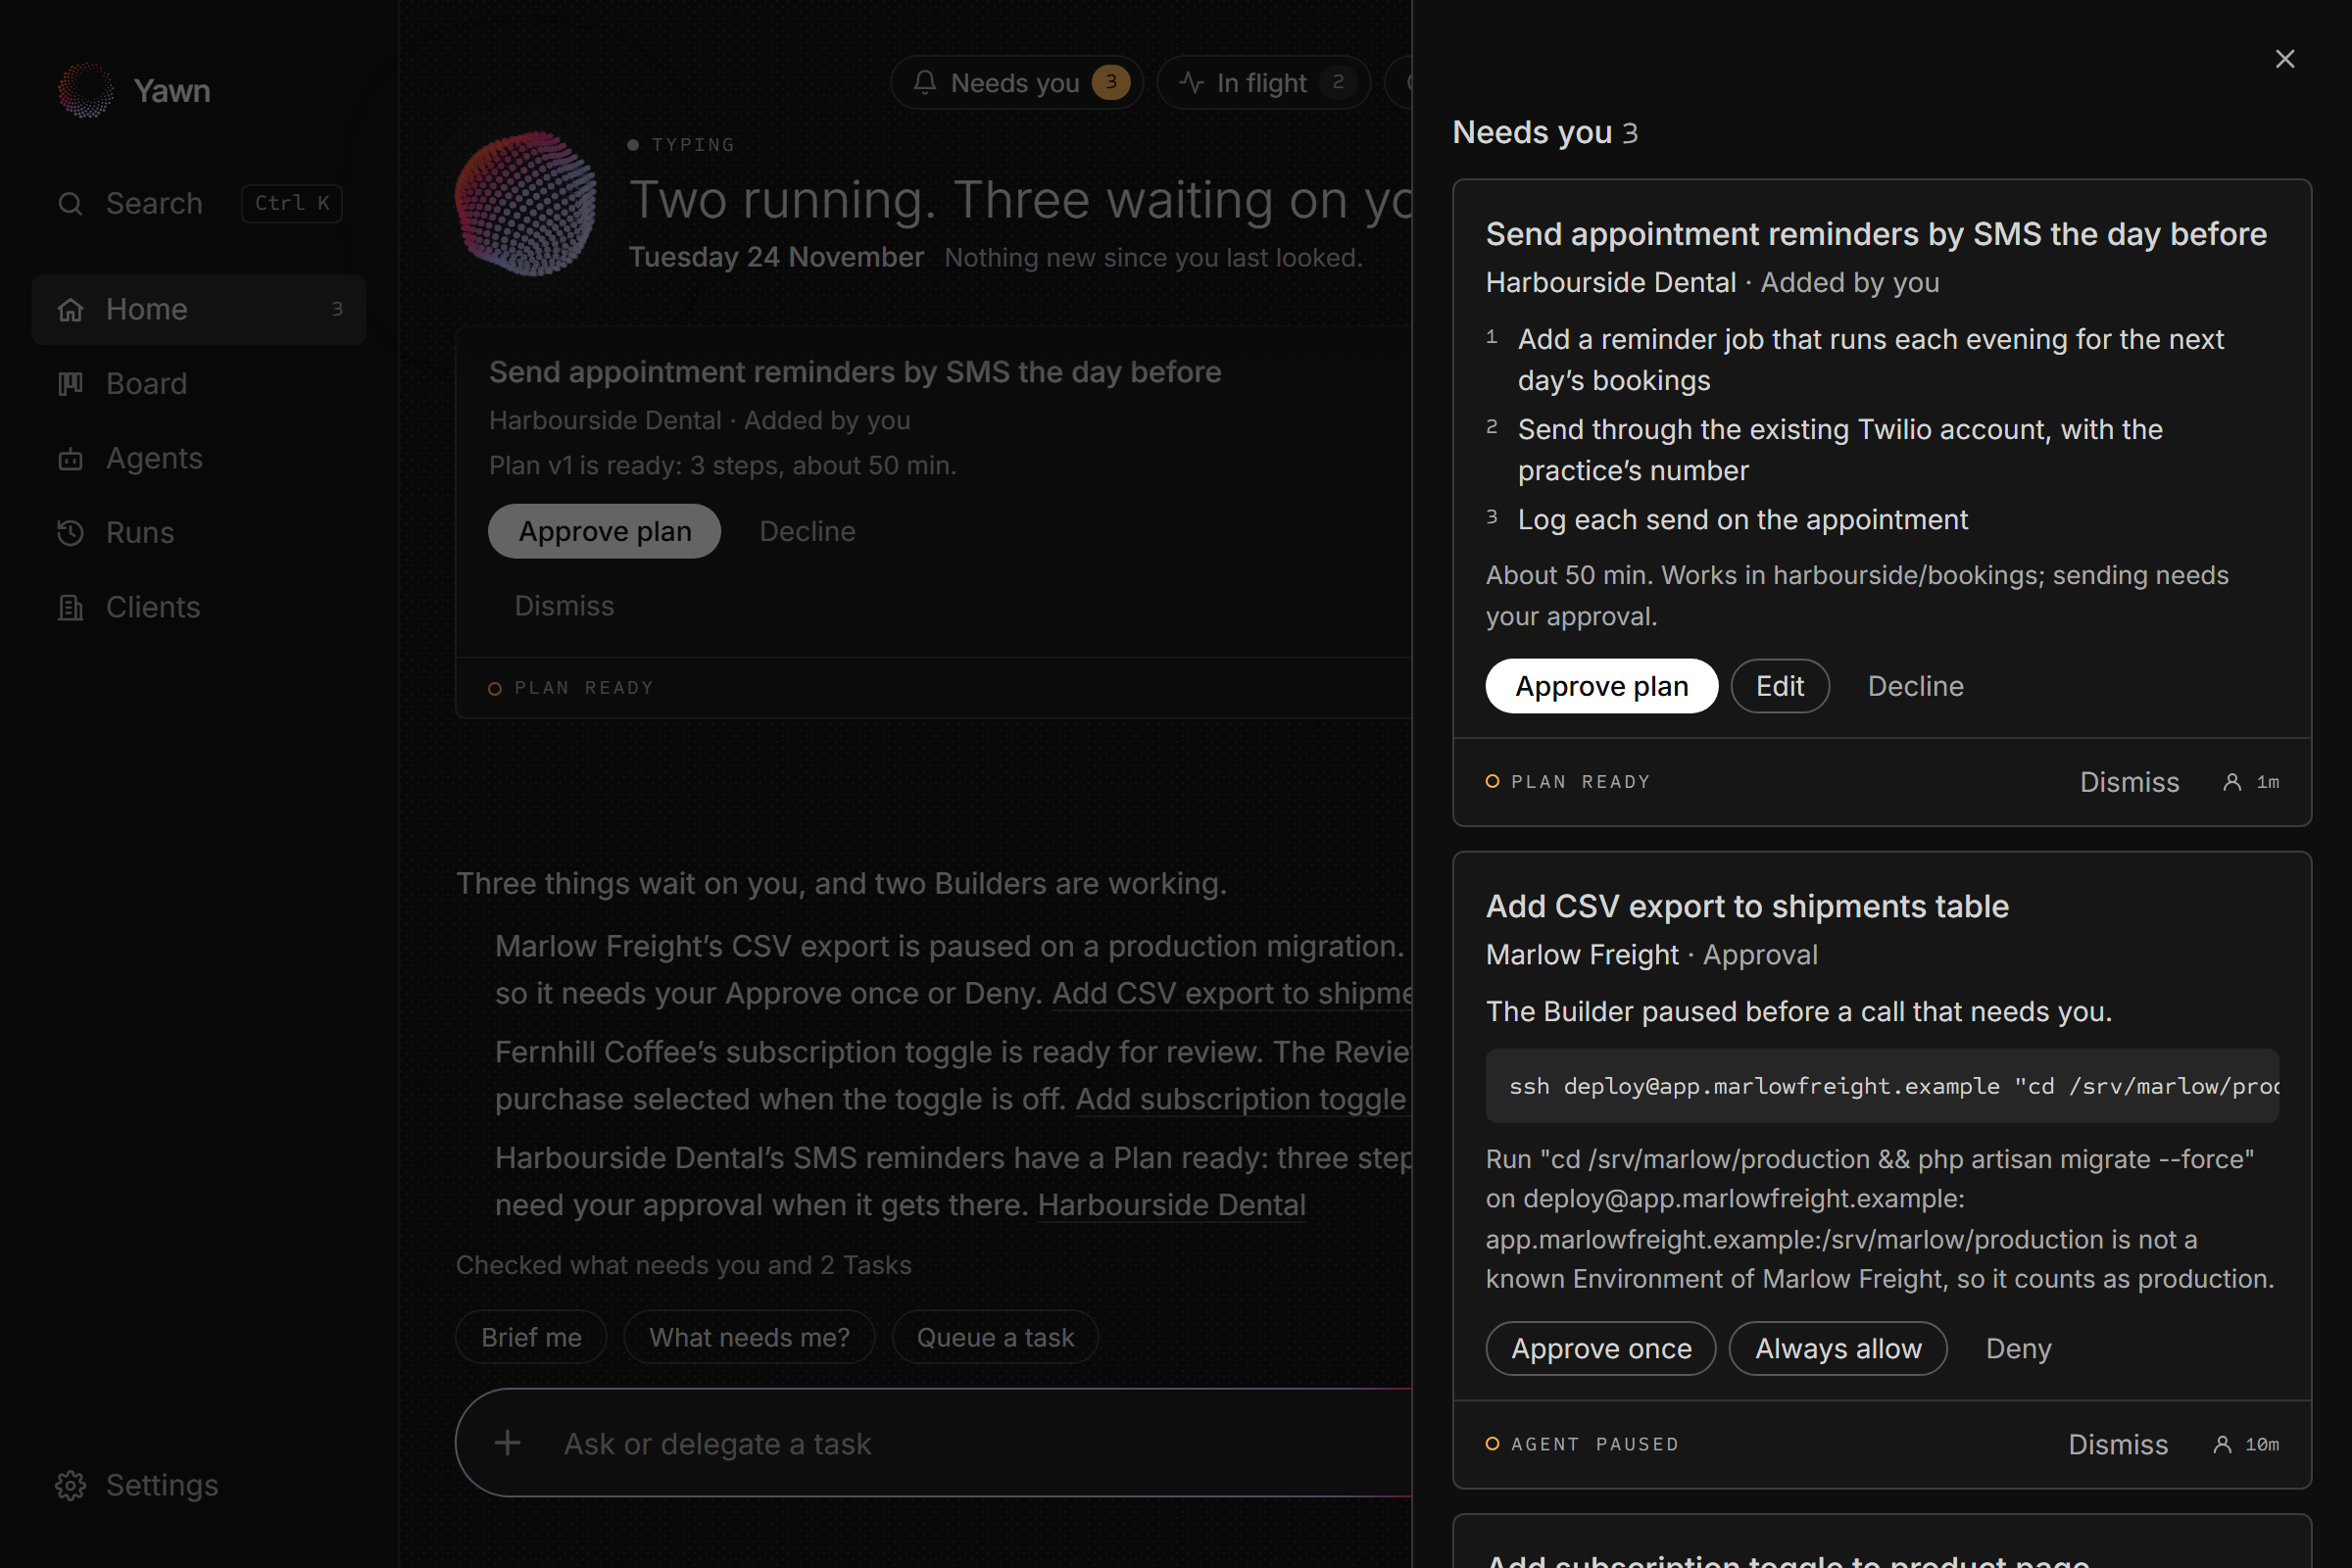 Yawn
Search
Ctrl K
Home
3
Board
Agents
Runs
Clients
Settings
Needs you 3
In flight 2
TYPING
Two running. Three waiting on yo
Tuesday 24 November Nothing new since you last looked.
Send appointment reminders by SMS the day before
Harbourside Dental · Added by you
Plan v1 is ready: 3 steps, about 50 min.
Approve plan
Decline
Dismiss
PLAN READY
Three things wait on you, and two Builders are working.
Marlow Freight’s CSV export is paused on a production migration.
so it needs your Approve once or Deny. Add CSV export to shipme
Fernhill Coffee’s subscription toggle is ready for review. The Revie
purchase selected when the toggle is off. Add subscription toggle
Harbourside Dental’s SMS reminders have a Plan ready: three step
need your approval when it gets there. Harbourside Dental
Checked what needs you and 2 Tasks
Brief me
What needs me?
Queue a task
Ask or delegate a task
Needs you 3
Send appointment reminders by SMS the day before
Harbourside Dental · Added by you
1 Add a reminder job that runs each evening for the next
day’s bookings
2 Send through the existing Twilio account, with the
practice’s number
3 Log each send on the appointment
About 50 min. Works in harbourside/bookings; sending needs
your approval.
Approve plan
Edit
Decline
PLAN READY
Dismiss
1m
Add CSV export to shipments table
Marlow Freight · Approval
The Builder paused before a call that needs you.
ssh deploy@app.marlowfreight.example "cd /srv/marlow/prod
Run "cd /srv/marlow/production && php artisan migrate --force"
on deploy@app.marlowfreight.example:
app.marlowfreight.example:/srv/marlow/production is not a
known Environment of Marlow Freight, so it counts as production.
Approve once
Always allow
Deny
AGENT PAUSED
Dismiss
10m
Add subscription toggle to product page